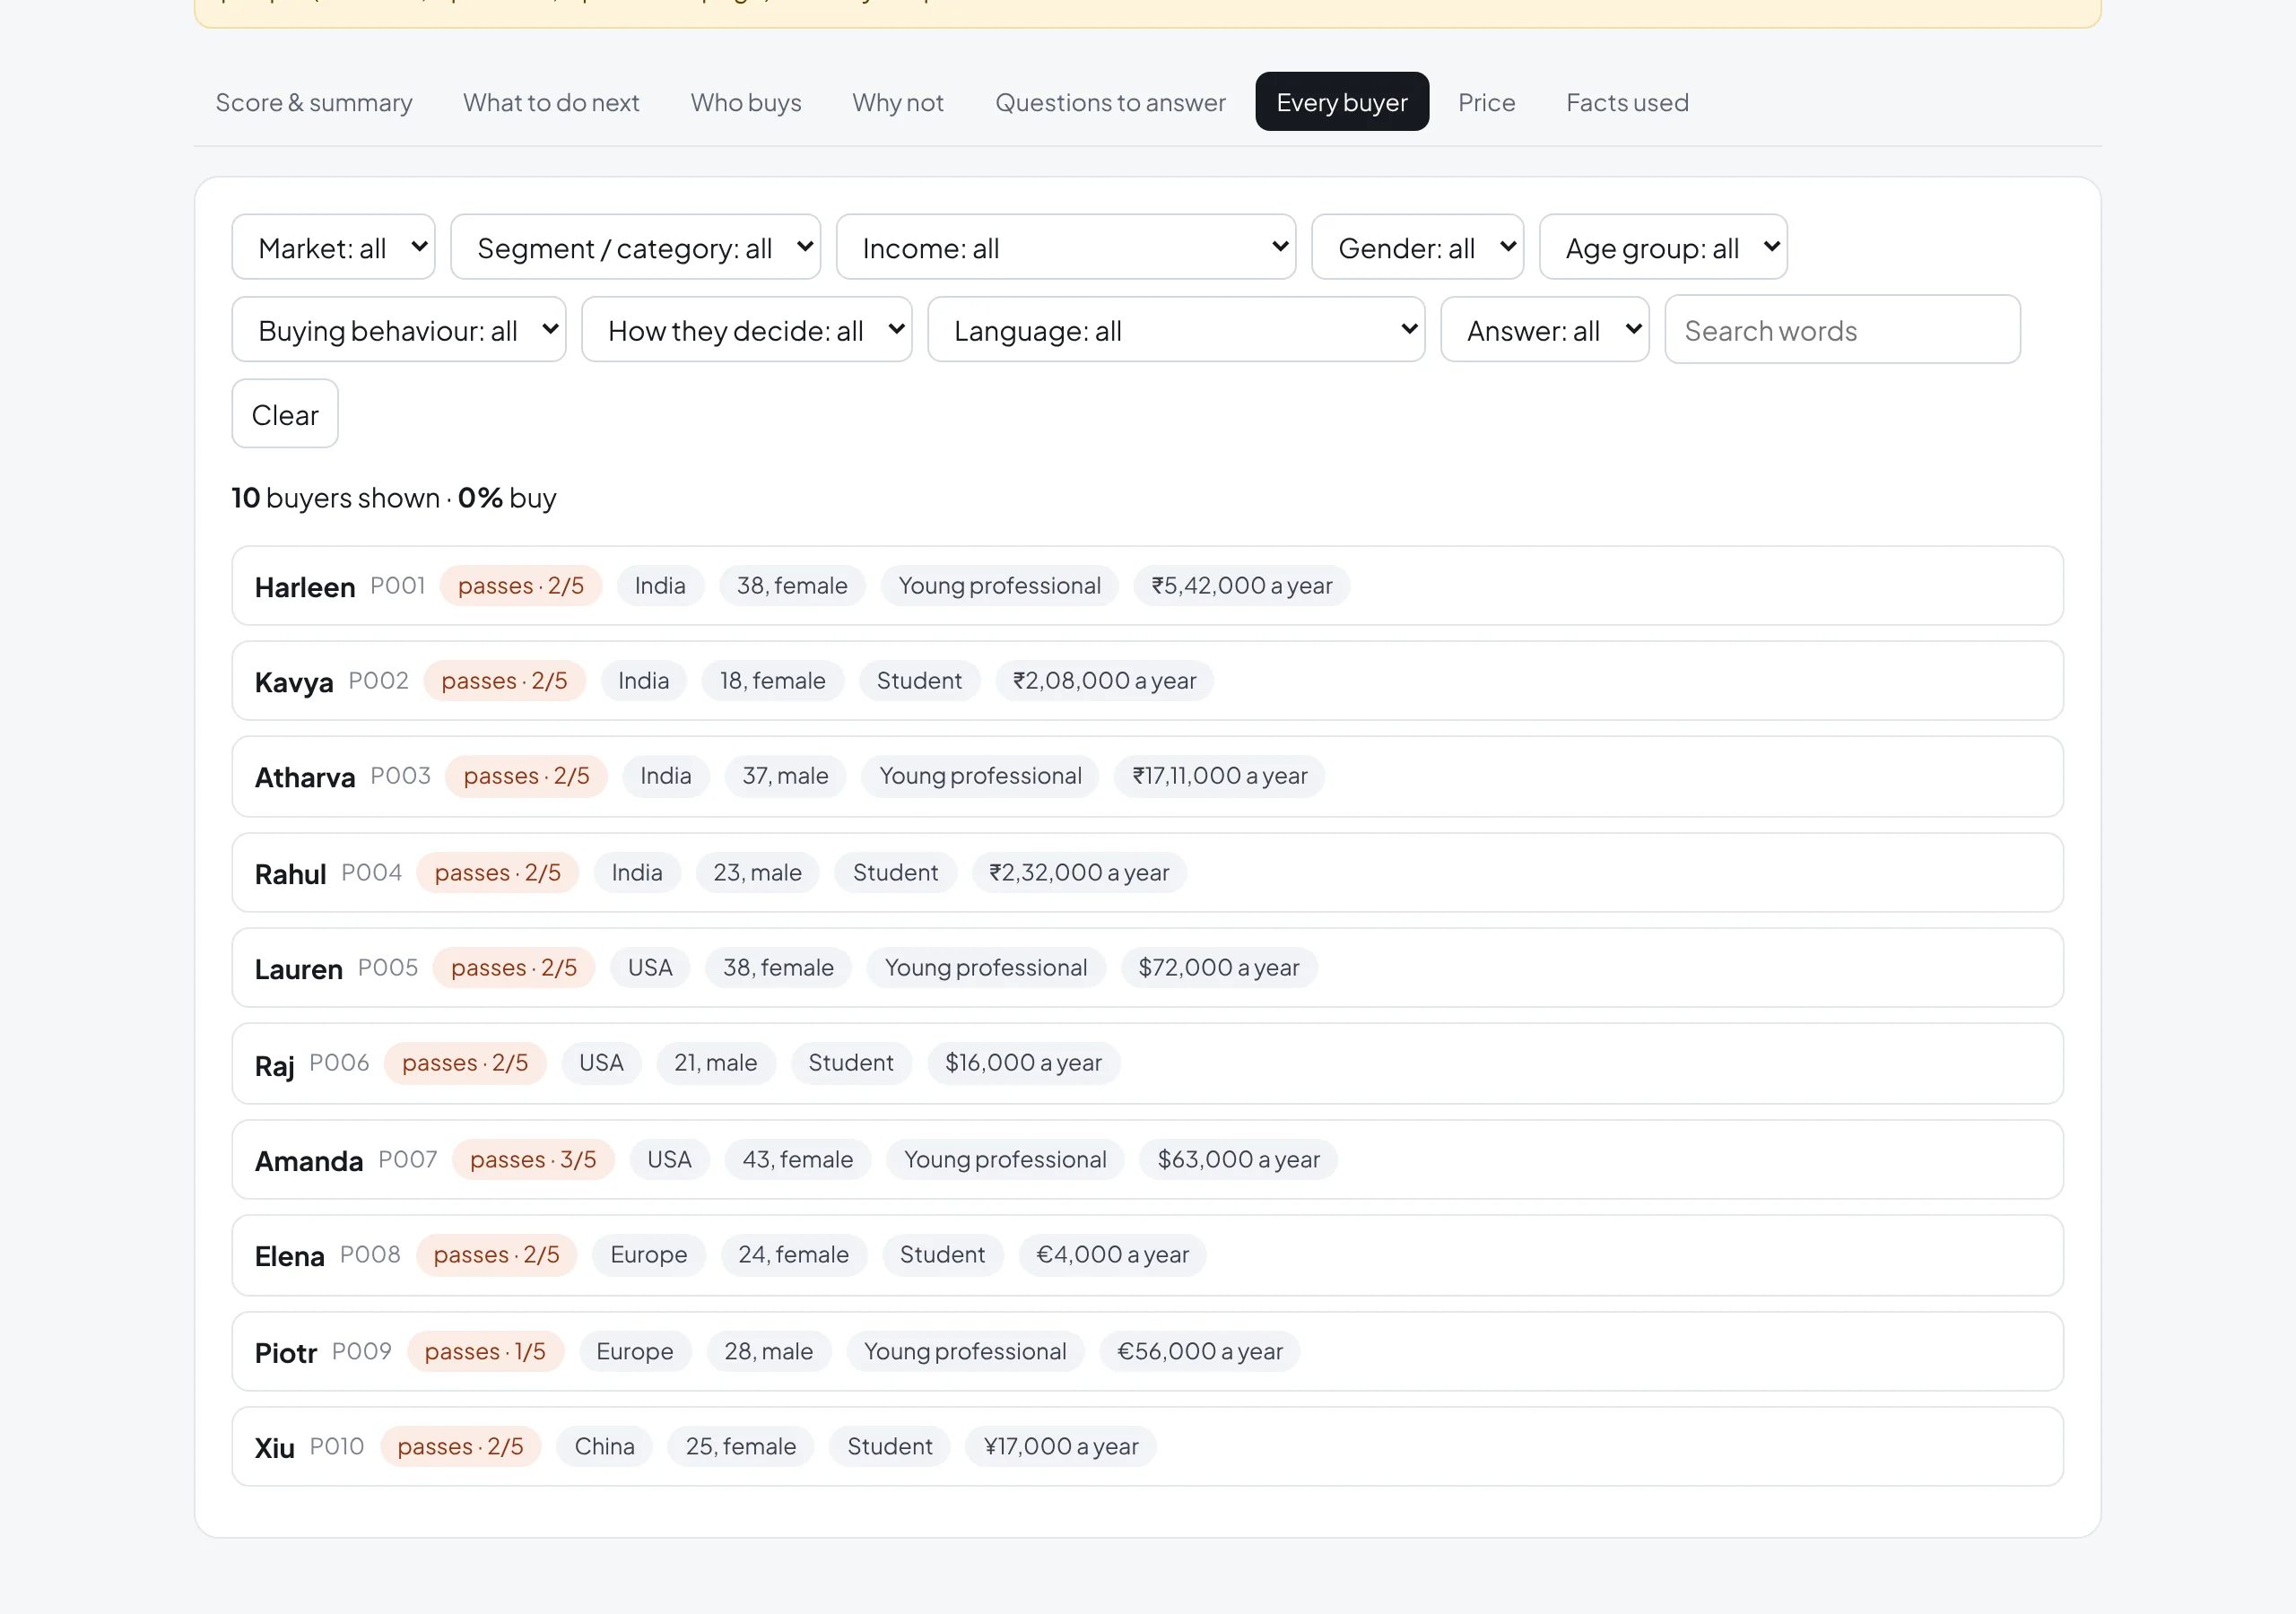 Score & summary What to do next Who buys Why not Questions to answer Every buyer Price Facts used
Market: all Segment / category: all Income: all Gender: all Age group: all
Buying behaviour: all How they decide: all Language: all Answer: all Search words
Clear
10 buyers shown · 0% buy
Harleen P001 passes · 2/5 India 38, female Young professional ₹5,42,000 a year
Kavya P002 passes · 2/5 India 18, female Student ₹2,08,000 a year
Atharva P003 passes · 2/5 India 37, male Young professional ₹17,11,000 a year
Rahul P004 passes · 2/5 India 23, male Student ₹2,32,000 a year
Lauren P005 passes · 2/5 USA 38, female Young professional $72,000 a year
Raj P006 passes · 2/5 USA 21, male Student $16,000 a year
Amanda P007 passes · 3/5 USA 43, female Young professional $63,000 a year
Elena P008 passes · 2/5 Europe 24, female Student €4,000 a year
Piotr P009 passes · 1/5 Europe 28, male Young professional €56,000 a year
Xiu P010 passes · 2/5 China 25, female Student ¥17,000 a year